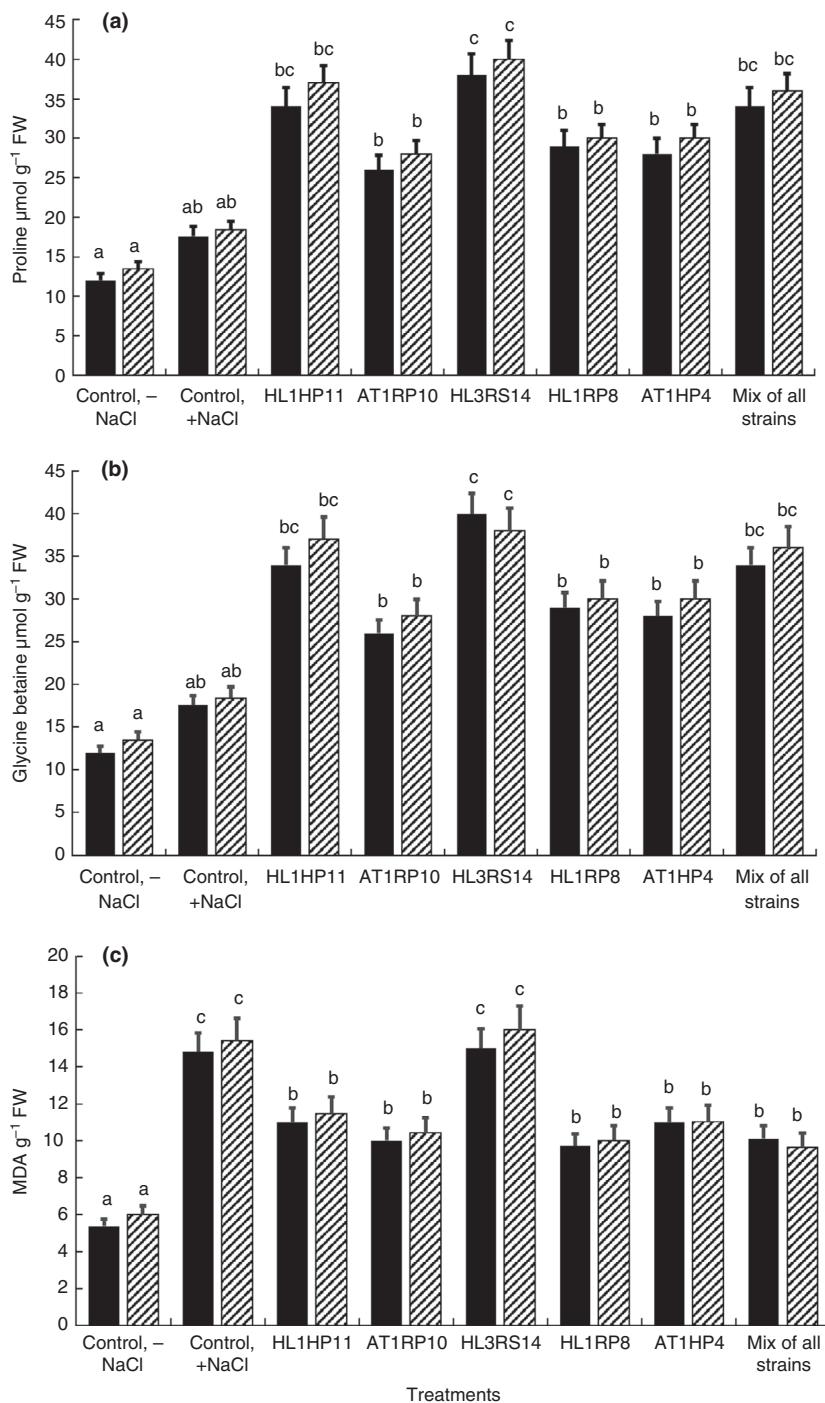 (a)
Proline µmol g⁻¹ FW
45
40
35
30
25
20
15
10
5
0
a a ab ab bc bc b b c c b b b b bc bc
Control, – Control, HL1HP11 AT1RP10 HL3RS14 HL1RP8 AT1HP4 Mix of all
NaCl +NaCl strains
(b)
Glycine betaine µmol g⁻¹ FW
45
40
35
30
25
20
15
10
5
0
a a ab ab bc bc b b c c b b b b bc bc
Control, – Control, HL1HP11 AT1RP10 HL3RS14 HL1RP8 AT1HP4 Mix of all
NaCl +NaCl strains
(c)
MDA g⁻¹ FW
20
18
16
14
12
10
8
6
4
2
0
a a c c b b b b c c b b b b b b
Control, – Control, HL1HP11 AT1RP10 HL3RS14 HL1RP8 AT1HP4 Mix of all
NaCl +NaCl strains
Treatments